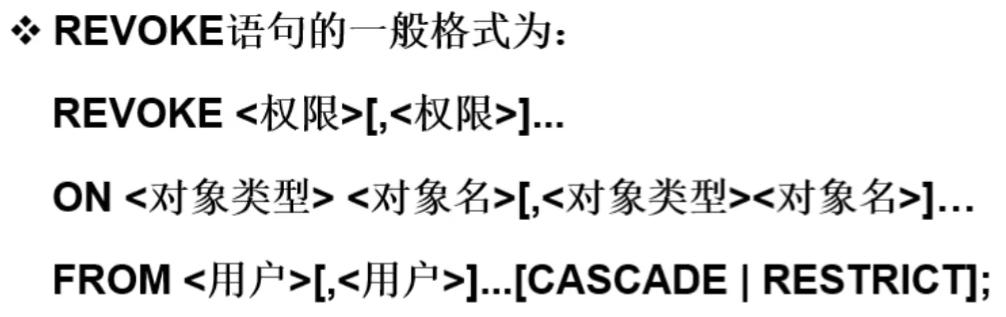 ❖ REVOKE语句的一般格式为：
REVOKE <权限>[,<权限>]...
ON <对象类型> <对象名>[,<对象类型><对象名>]…
FROM <用户>[,<用户>]...[CASCADE | RESTRICT];